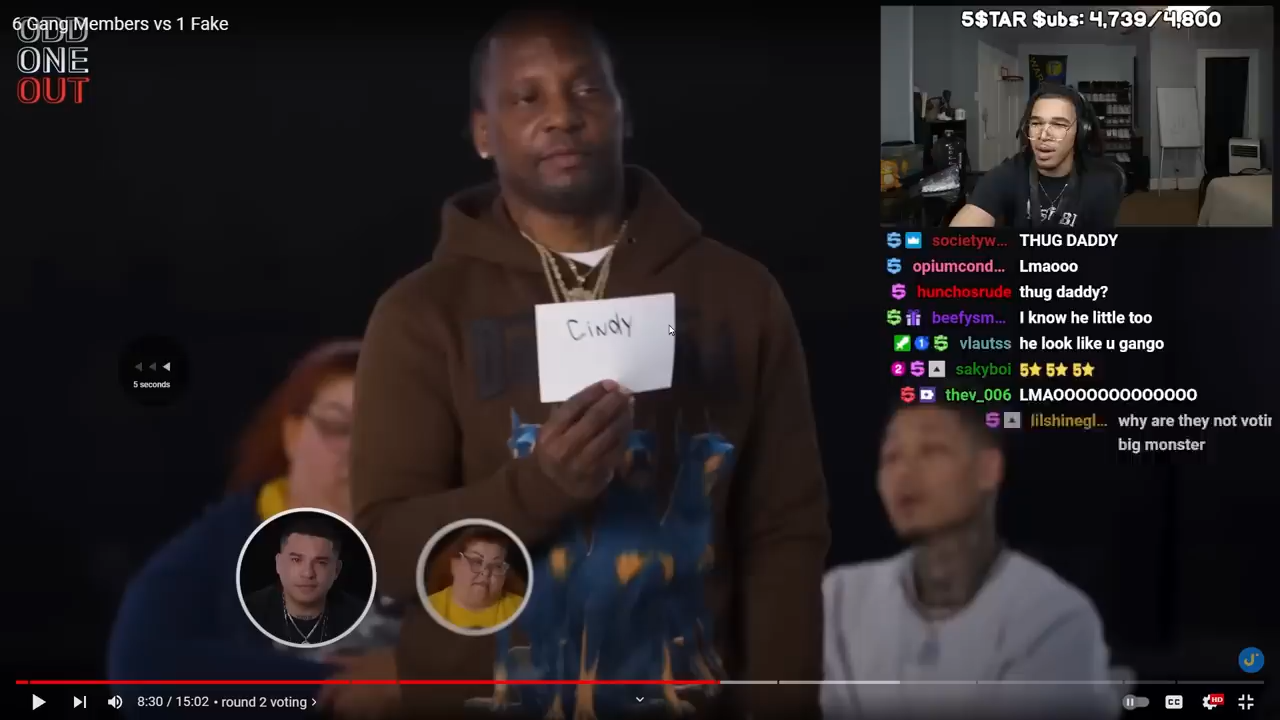 6 Gang Members vs 1 Fake
ODD
ONE
OUT
5$TAR $ubs: 4,739/4,800
societyw... THUG DADDY
opiumcond... Lmaooo
hunchosrude thug daddy?
beefysm... I know he little too
vlautss he look like u gango
sakyboi 5⭐ 5⭐ 5⭐
thev_006 LMAOOOOOOOOOOOO
lilshinegl... why are they not votin
big monster
Cindy
5 seconds
8:30 / 15:02 • round 2 voting >
CC
HD